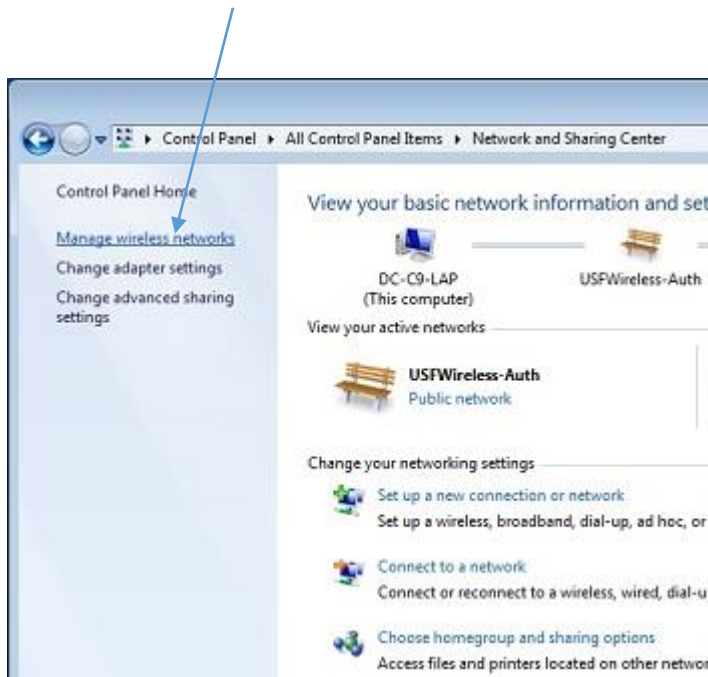 Control Panel ▸ All Control Panel Items ▸ Network and Sharing Center
Control Panel Home
Manage wireless networks
Change adapter settings
Change advanced sharing
settings
View your basic network information and set
DC-C9-LAP
(This computer)
USFWireless-Auth
View your active networks
USFWireless-Auth
Public network
Change your networking settings
Set up a new connection or network
Set up a wireless, broadband, dial-up, ad hoc, or
Connect to a network
Connect or reconnect to a wireless, wired, dial-u
Choose homegroup and sharing options
Access files and printers located on other networ